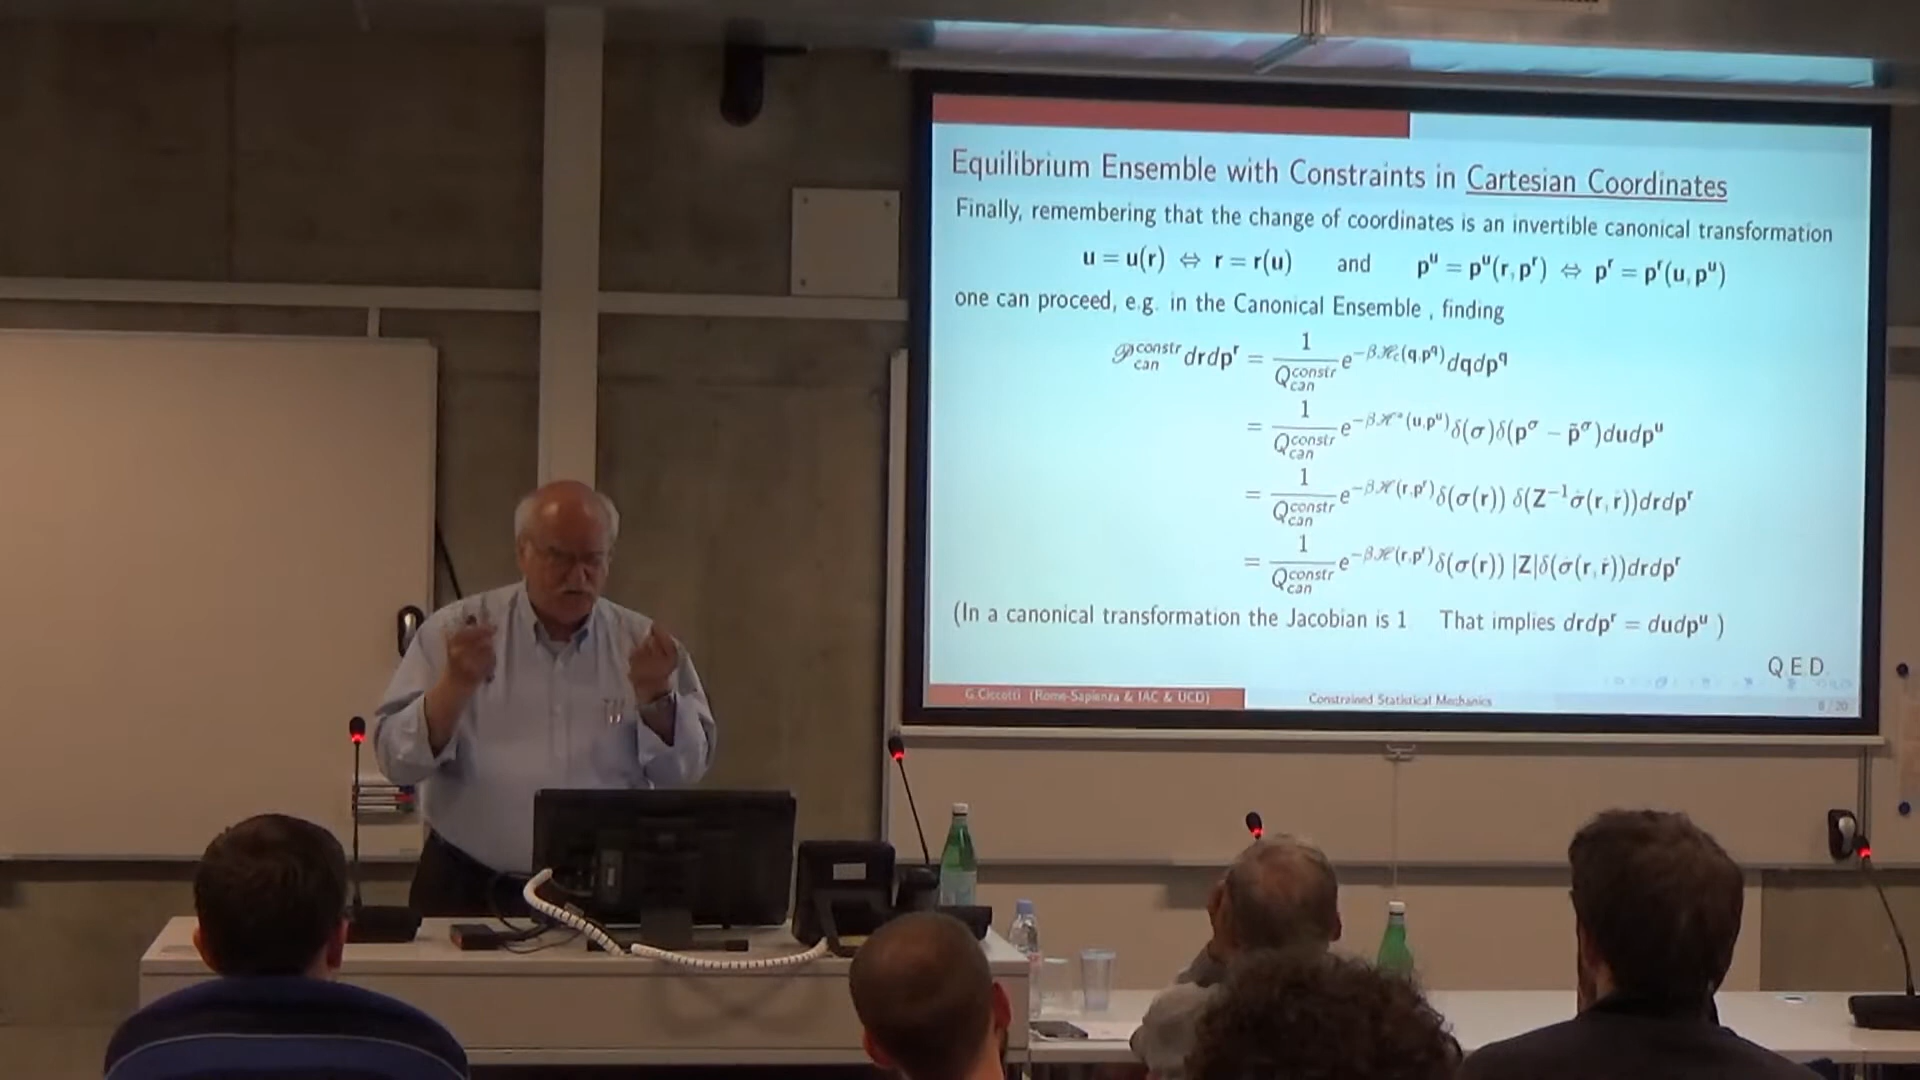 Equilibrium Ensemble with Constraints in Cartesian Coordinates
Finally, remembering that the change of coordinates is an invertible canonical transformation
u = u(r) ⇔ r = r(u) and p^u = p^u(r, p^r) ⇔ p^r = p^r(u, p^u)
one can proceed, e.g. in the Canonical Ensemble , finding
𝒫^constr_can drdp^r = 1/Q^constr_can e^{−βℋ_c(q,p^q)} dqdp^q
= 1/Q^constr_can e^{−βℋ*(u,p^u)} δ(σ)δ(p^σ − p̃^σ)dudp^u
= 1/Q^constr_can e^{−βℋ(r,p^r)} δ(σ(r)) δ(Z^{−1}σ̇(r, ṙ))drdp^r
= 1/Q^constr_can e^{−βℋ(r,p^r)} δ(σ(r)) |Z|δ(σ̇(r, ṙ))drdp^r
(In a canonical transformation the Jacobian is 1 That implies drdp^r = dudp^u )
Q.E.D.
G.Ciccotti (Rome-Sapienza & IAC & UCD) Constrained Statistical Mechanics 8 / 20